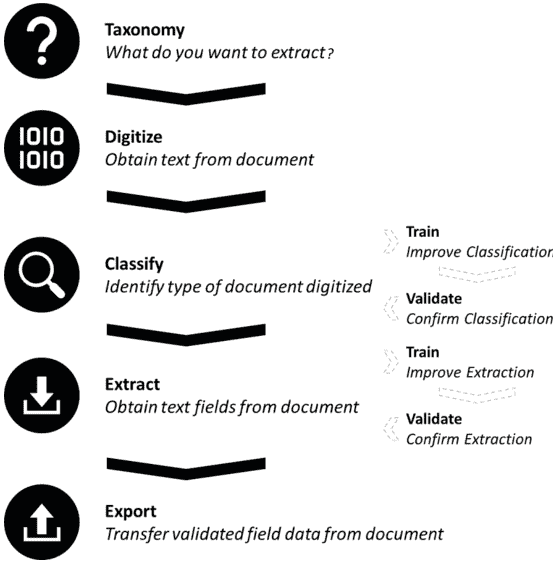 Taxonomy
What do you want to extract?
1010
1010
Digitize
Obtain text from document
Classify
Identify type of document digitized
Train
Improve Classification
Validate
Confirm Classification
Train
Improve Extraction
Validate
Confirm Extraction
Extract
Obtain text fields from document
Export
Transfer validated field data from document